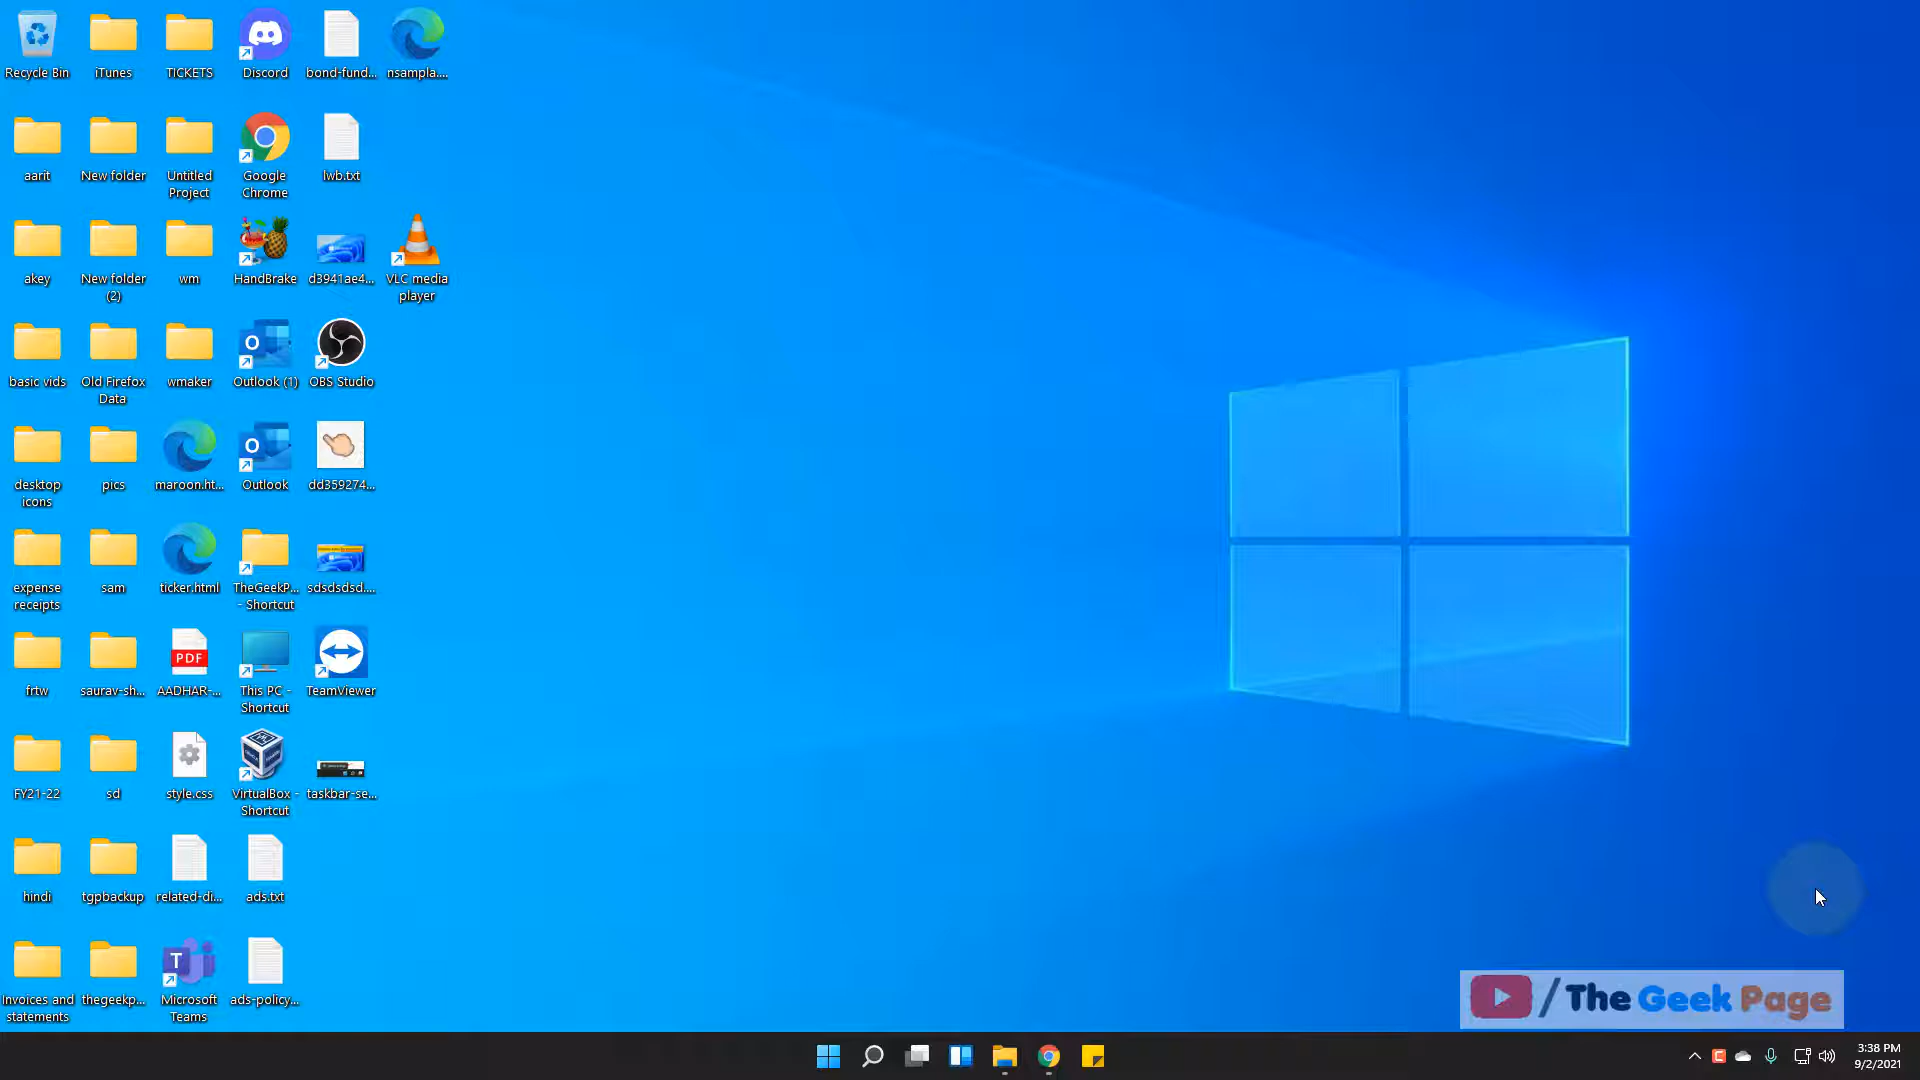 Recycle Bin
iTunes
TICKETS
Discord
bond-fund...
nsampla....
aarit
New folder
Untitled
Project
Google
Chrome
lwb.txt
akey
New folder
(2)
wm
HandBrake
d3941ae4...
VLC media
player
basic vids
Old Firefox
Data
wmaker
Outlook (1)
OBS Studio
desktop
icons
pics
maroon.ht...
Outlook
dd359274...
expense
receipts
sam
ticker.html
TheGeekP...
- Shortcut
sdsdsdsd....
frtw
saurav-sh...
PDF
AADHAR-...
This PC -
Shortcut
TeamViewer
FY21-22
sd
style.css
VirtualBox -
Shortcut
taskbar-se...
hindi
tgpbackup
related-di...
ads.txt
Invoices and
statements
thegeekp...
Microsoft
Teams
ads-policy...
/The Geek Page
3:38 PM
9/2/2021